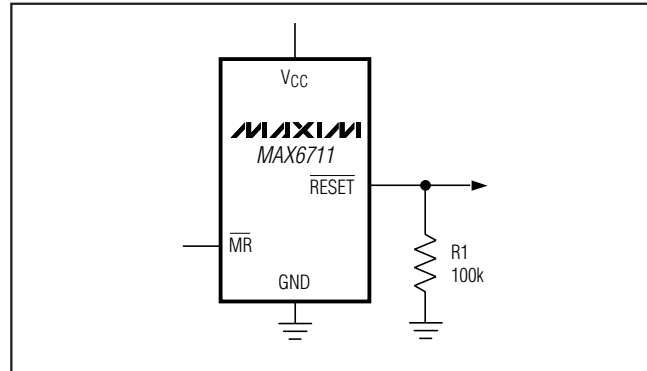 VCC
MAXIM
MAX6711
RESET
MR
R1
100k
GND